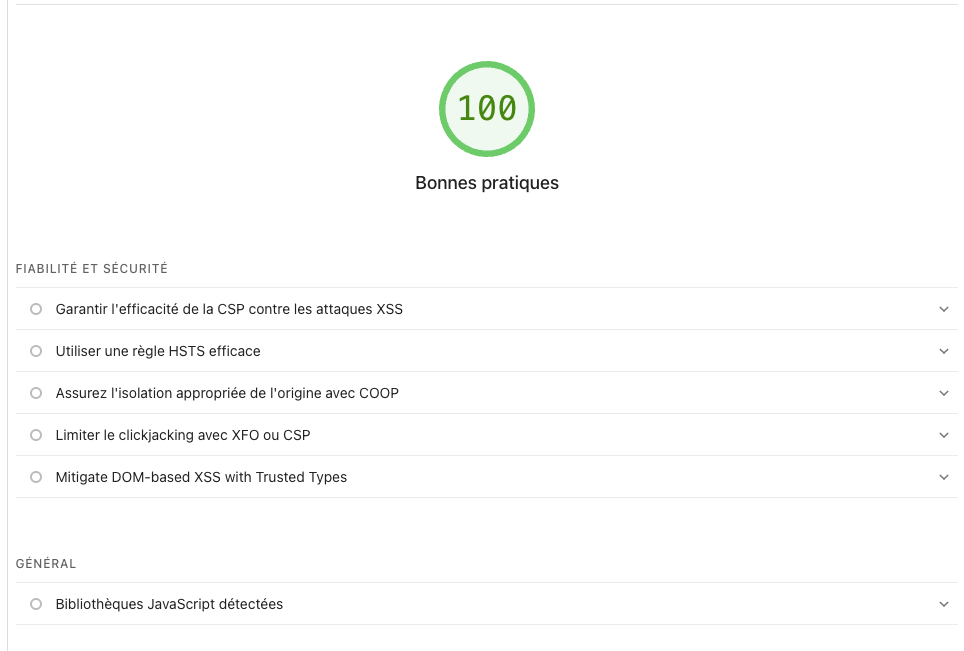 100
Bonnes pratiques
FIABILITÉ ET SÉCURITÉ
Garantir l'efficacité de la CSP contre les attaques XSS
Utiliser une règle HSTS efficace
Assurez l'isolation appropriée de l'origine avec COOP
Limiter le clickjacking avec XFO ou CSP
Mitigate DOM-based XSS with Trusted Types
GÉNÉRAL
Bibliothèques JavaScript détectées